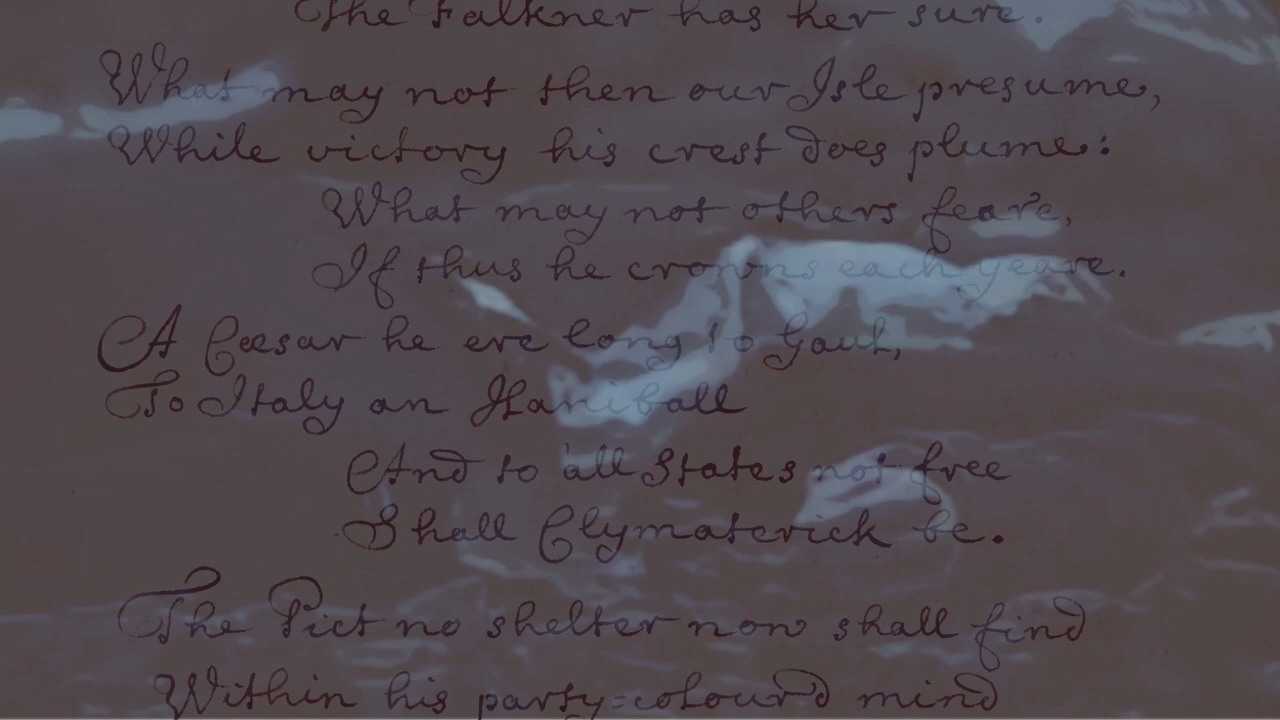 The Falkner has her sure.
What may not then our Isle presume,
While victory his crest does plume:
What may not others feare,
If thus he crowns each yeare.
A Cæsar he ere long to Gaul,
To Italy an Haniball
And to all States not free
Shall Clymaterick be.
The Pict no shelter now shall find
Within his party=colour'd mind